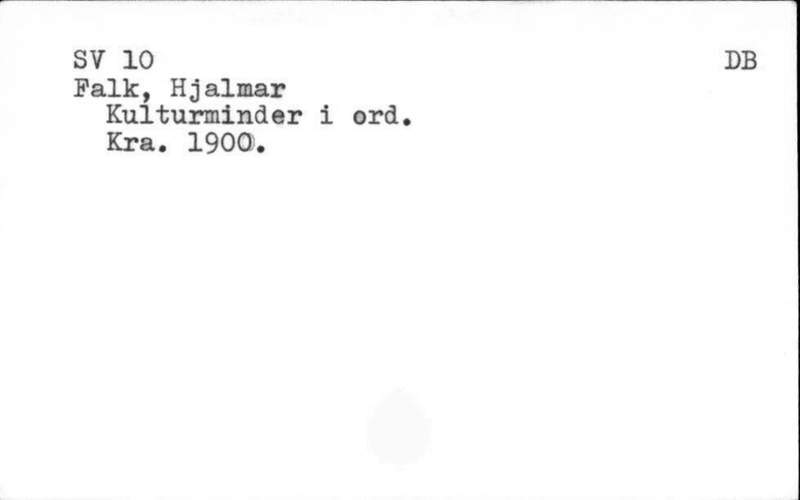 SV 10 DB
Falk, Hjalmar
Kulturminder i ord.
Kra. 1900.